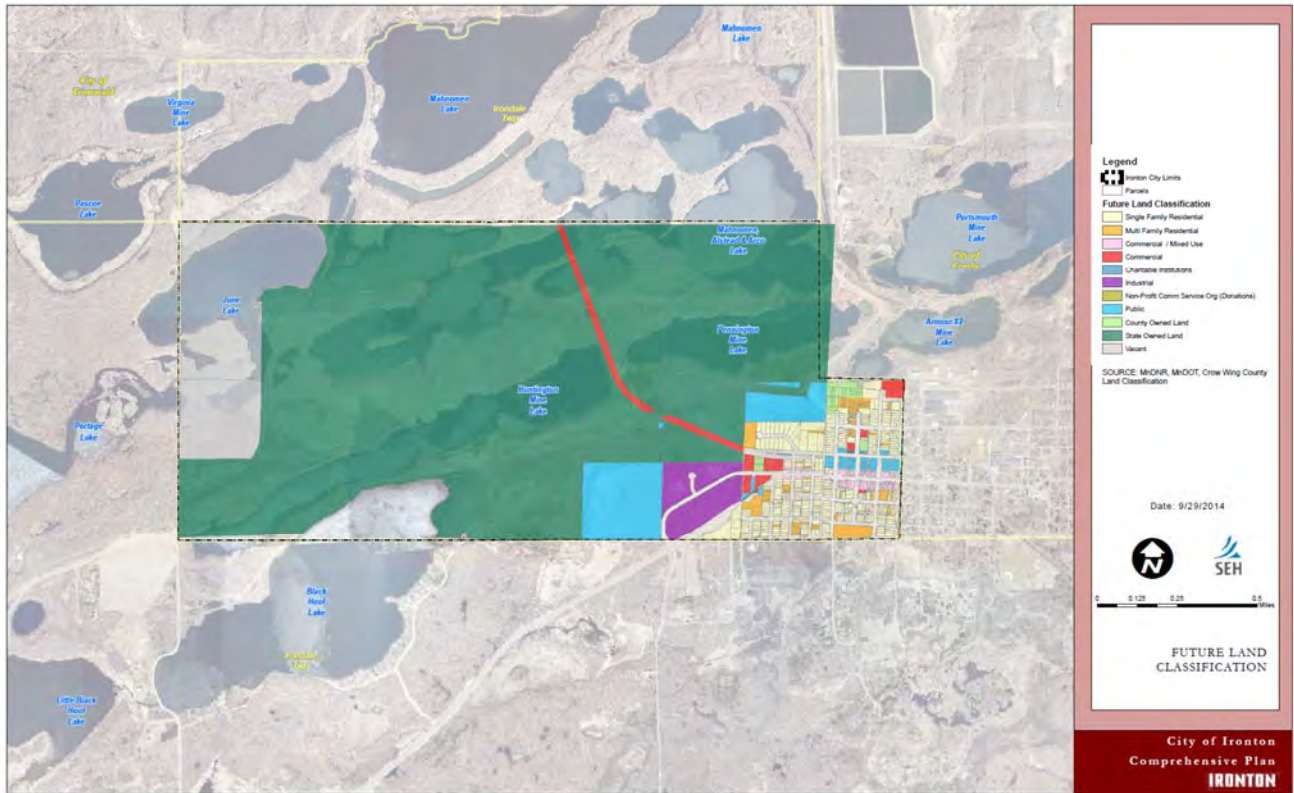 Mahnomen
Lake
City of
Trommald
Virginia
Mine
Lake
Mahnomen
Lake
Irondale
Twp
Pascoe
Lake
Portsmouth
Mine
Lake
City of
Crosby
Mahnomen,
Alstead & Arco
Lake
June
Lake
Pennington
Mine
Lake
Armour #2
Mine
Lake
Huntington
Mine
Lake
Portage
Lake
Black
Hoof
Lake
Irondale
Twp
Little Black
Hoof
Lake
Legend
Ironton City Limits
Parcels
Future Land Classification
Single Family Residential
Multi Family Residential
Commercial / Mixed Use
Commercial
Charitable Institutions
Industrial
Non-Profit Comm Service Org (Donations)
Public
County Owned Land
State Owned Land
Vacant
SOURCE: MnDNR, MnDOT, Crow Wing County
Land Classification
Date: 9/29/2014
N
SEH
0 0.125 0.25 0.5
Miles
FUTURE LAND
CLASSIFICATION
City of Ironton
Comprehensive Plan
IRONTON